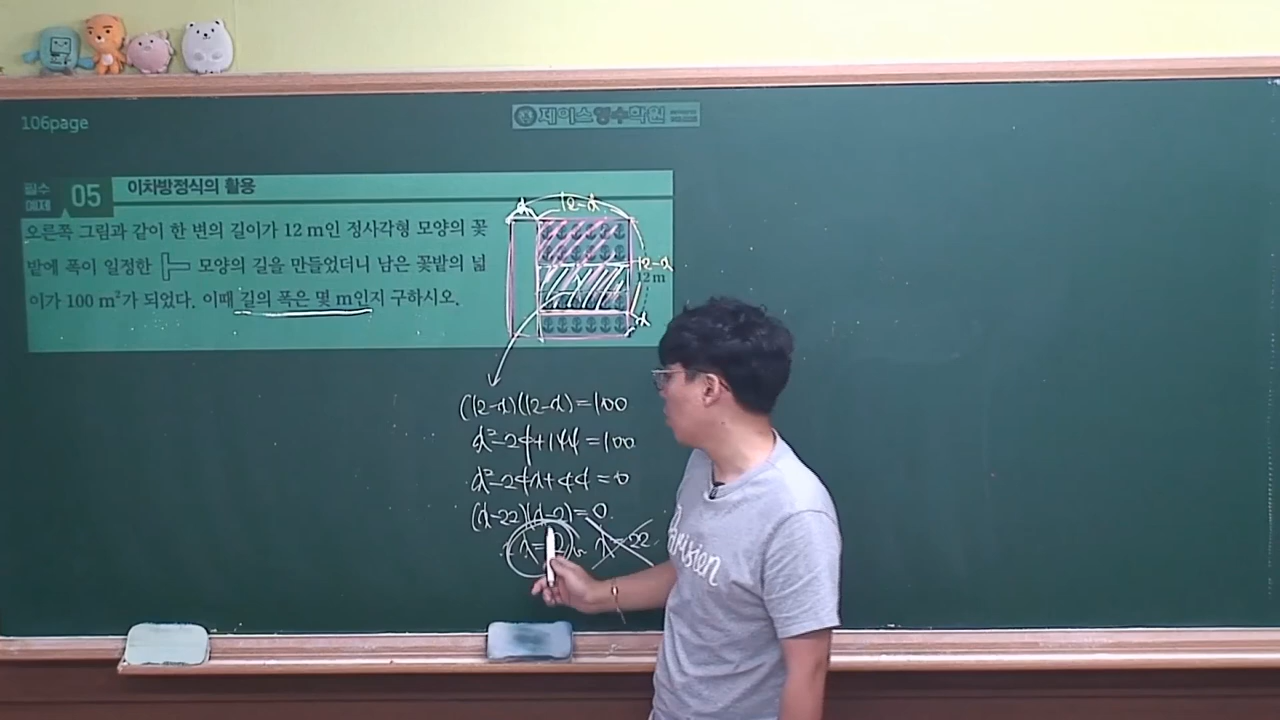 106page
제이스영수학원
필수
예제
05
이차방정식의 활용
오른쪽 그림과 같이 한 변의 길이가 12 m인 정사각형 모양의 꽃
밭에 폭이 일정한 모양의 길을 만들었더니 남은 꽃밭의 넓
이가 100 m²가 되었다. 이때 길의 폭은 몇 m인지 구하시오.
x
12-x
12-x
12 m
x
(12-x)(12-x)=100
x²-24+144=100
x²-24x+44=0
(x-22)(x-2)=0
x=2 x=22
Parisien